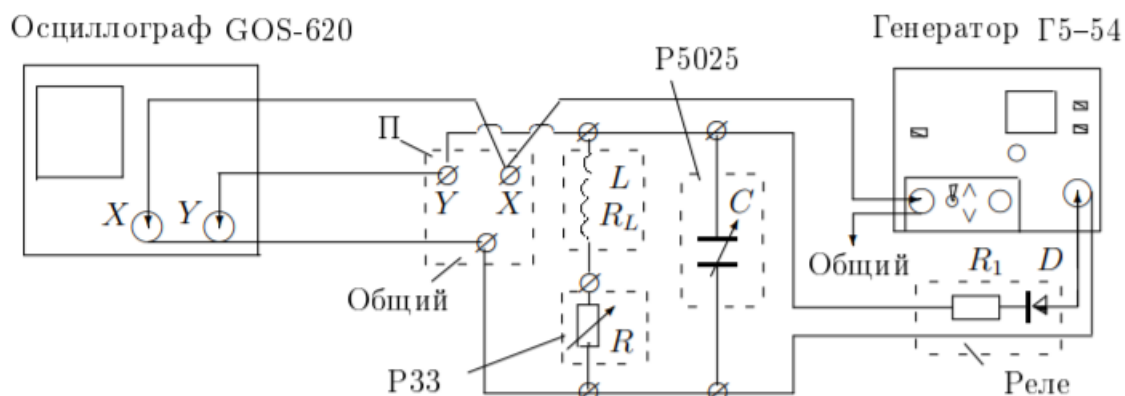 Осциллограф GOS-620
Генератор Г5–54
P5025
П
Y
X
L
R_L
C
X
Y
Общий
Общий
R_1
D
P33
R
Реле